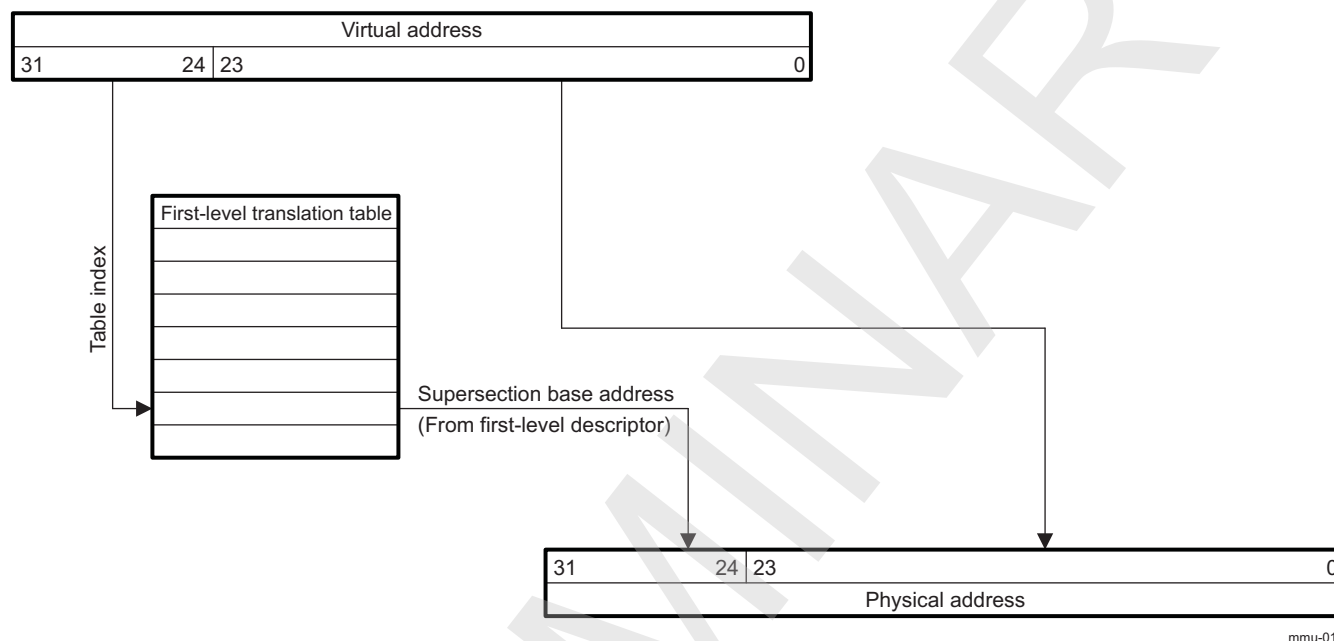 Virtual address
31 24 23 0
First-level translation table
Table index
Supersection base address
(From first-level descriptor)
31 24 23 0
Physical address
mmu-01
MINAR